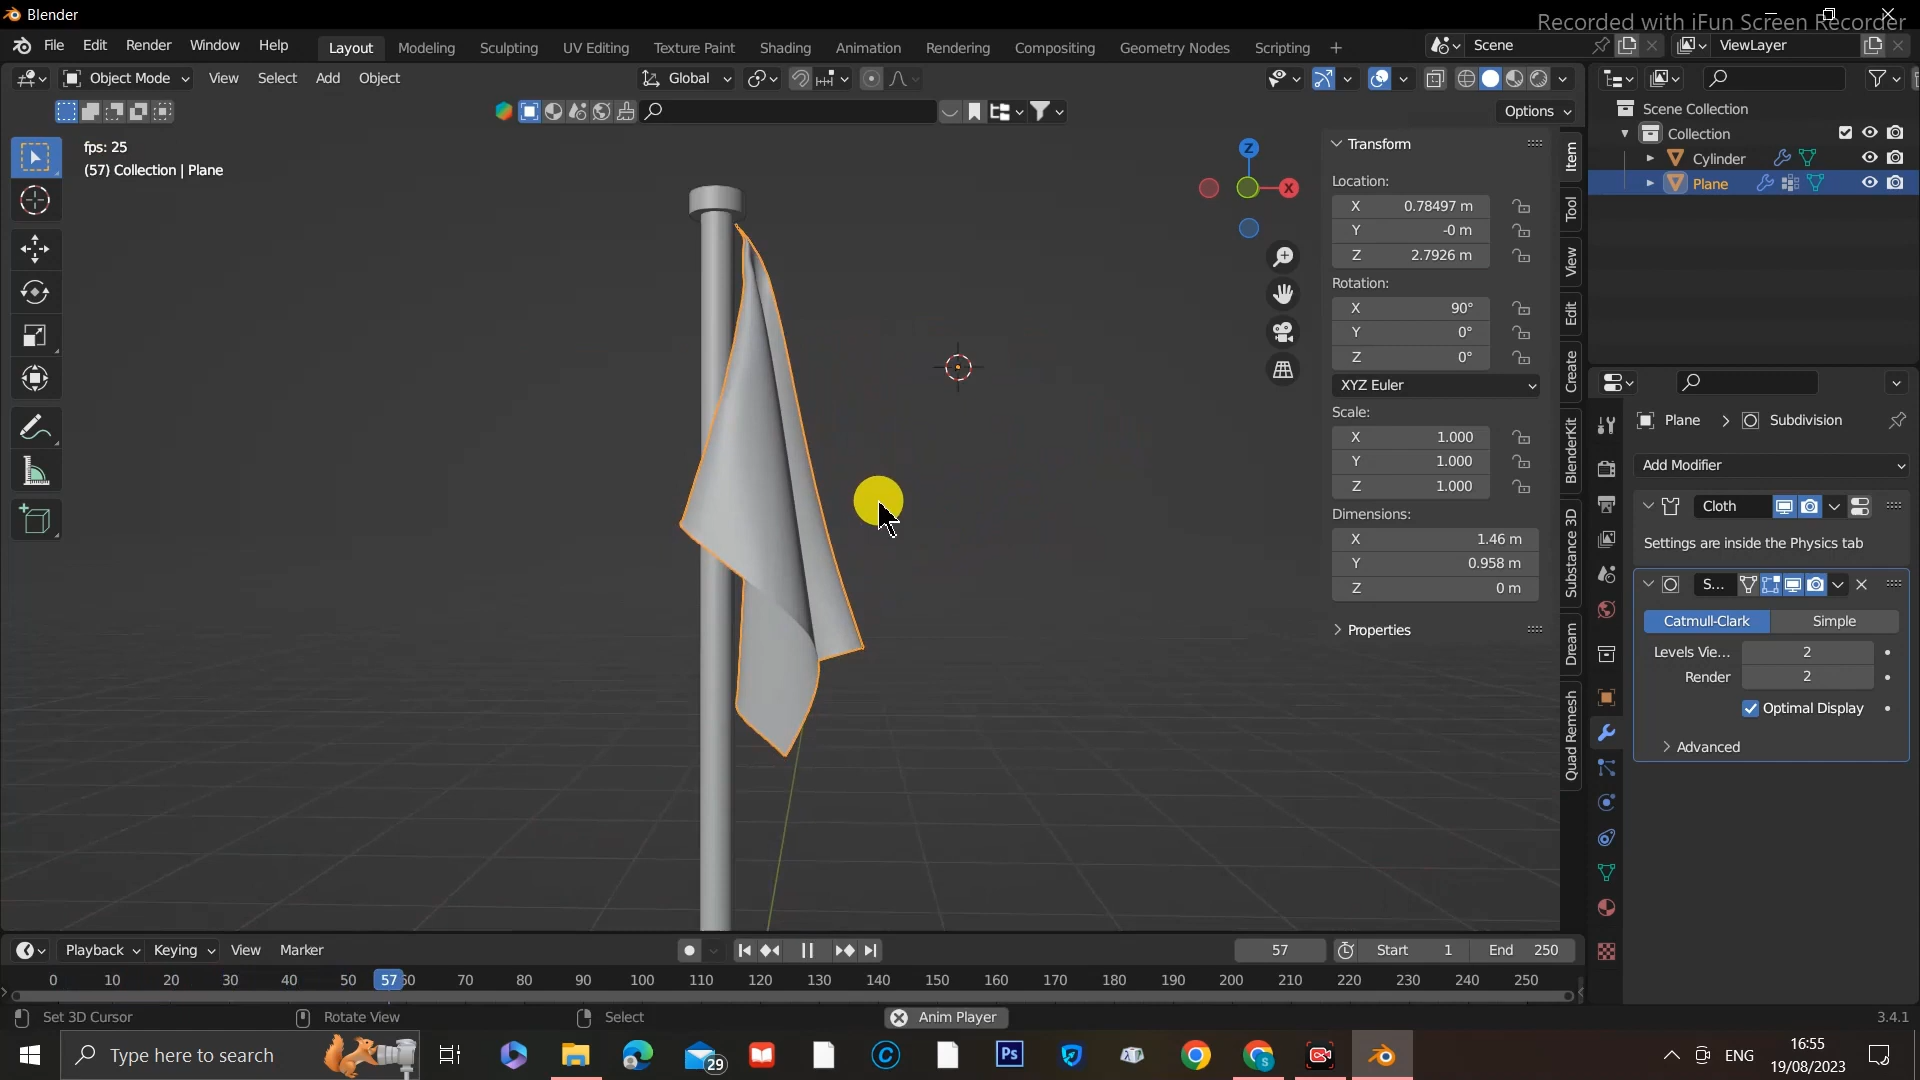 Blender
Recorded with iFun Screen Recorder
File Edit Render Window Help
Layout Modeling Sculpting UV Editing Texture Paint Shading Animation Rendering Compositing Geometry Nodes Scripting +
Scene
ViewLayer
Object Mode View Select Add Object
Global
Options
Scene Collection
Collection
Cylinder
Plane
fps: 25
(57) Collection | Plane
Z
X
Transform
Location:
X 0.78497 m
Y -0 m
Z 2.7926 m
Rotation:
X 90°
Y 0°
Z 0°
XYZ Euler
Scale:
X 1.000
Y 1.000
Z 1.000
Dimensions:
X 1.46 m
Y 0.958 m
Z 0 m
Properties
Item
Tool
View
Edit
Create
BlenderKit
Substance 3D
Dream
Quad Remesh
Plane > Subdivision
Add Modifier
Cloth
Settings are inside the Physics tab
S...
Catmull-Clark Simple
Levels Vie... 2
Render 2
Optimal Display
Advanced
Playback Keying View Marker
57
Start 1 End 250
0 10 20 30 40 50 57 60 70 80 90 100 110 120 130 140 150 160 170 180 190 200 210 220 230 240 250
Set 3D Cursor Rotate View Select Anim Player
3.4.1
Type here to search
29
Ps
ENG
16:55
19/08/2023